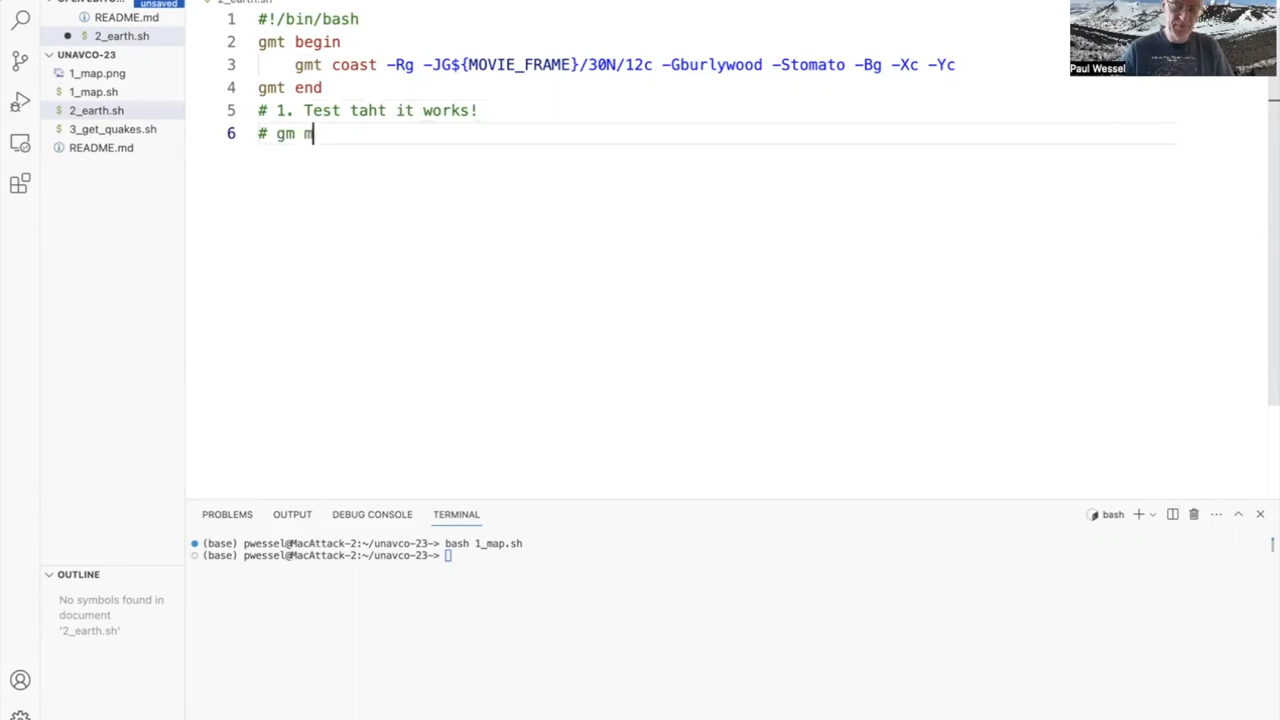 unsaved
README.md
2_earth.sh
UNAVCO-23
1_map.png
$ 1_map.sh
$ 2_earth.sh
$ 3_get_quakes.sh
README.md
OUTLINE
No symbols found in
document
'2_earth.sh'
2_earth.sh
1 #!/bin/bash
2 gmt begin
3 gmt coast -Rg -JG${MOVIE_FRAME}/30N/12c -Gburlywood -Stomato -Bg -Xc -Yc
4 gmt end
5 # 1. Test taht it works!
6 # gm m
Paul Wessel
PROBLEMS OUTPUT DEBUG CONSOLE TERMINAL
bash
(base) pwessel@MacAttack-2:~/unavco-23-> bash 1_map.sh
(base) pwessel@MacAttack-2:~/unavco-23->